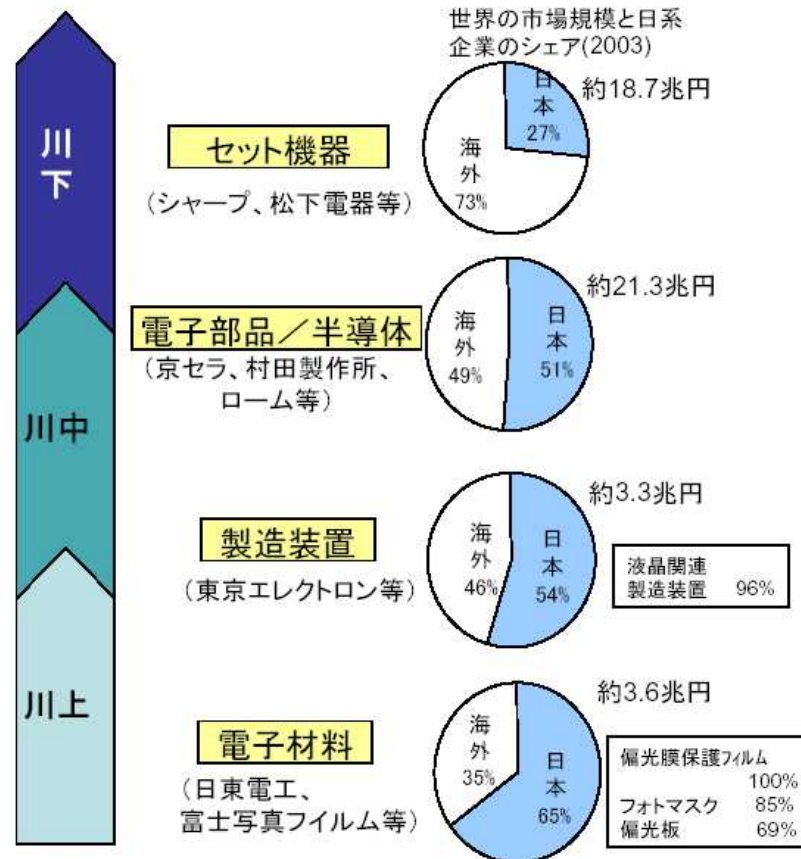 世界の市場規模と日系
企業のシェア(2003)
川下
セット機器
(シャープ、松下電器等)
日本
27%
海外
73%
約18.7兆円
電子部品／半導体
(京セラ、村田製作所、
ローム等)
海外
49%
日本
51%
約21.3兆円
川中
製造装置
(東京エレクトロン等)
海外
46%
日本
54%
約3.3兆円
液晶関連
製造装置 96%
川上
電子材料
(日東電工、
富士写真フイルム等)
海外
35%
日本
65%
約3.6兆円
偏光膜保護フィルム
100%
フォトマスク 85%
偏光板 69%